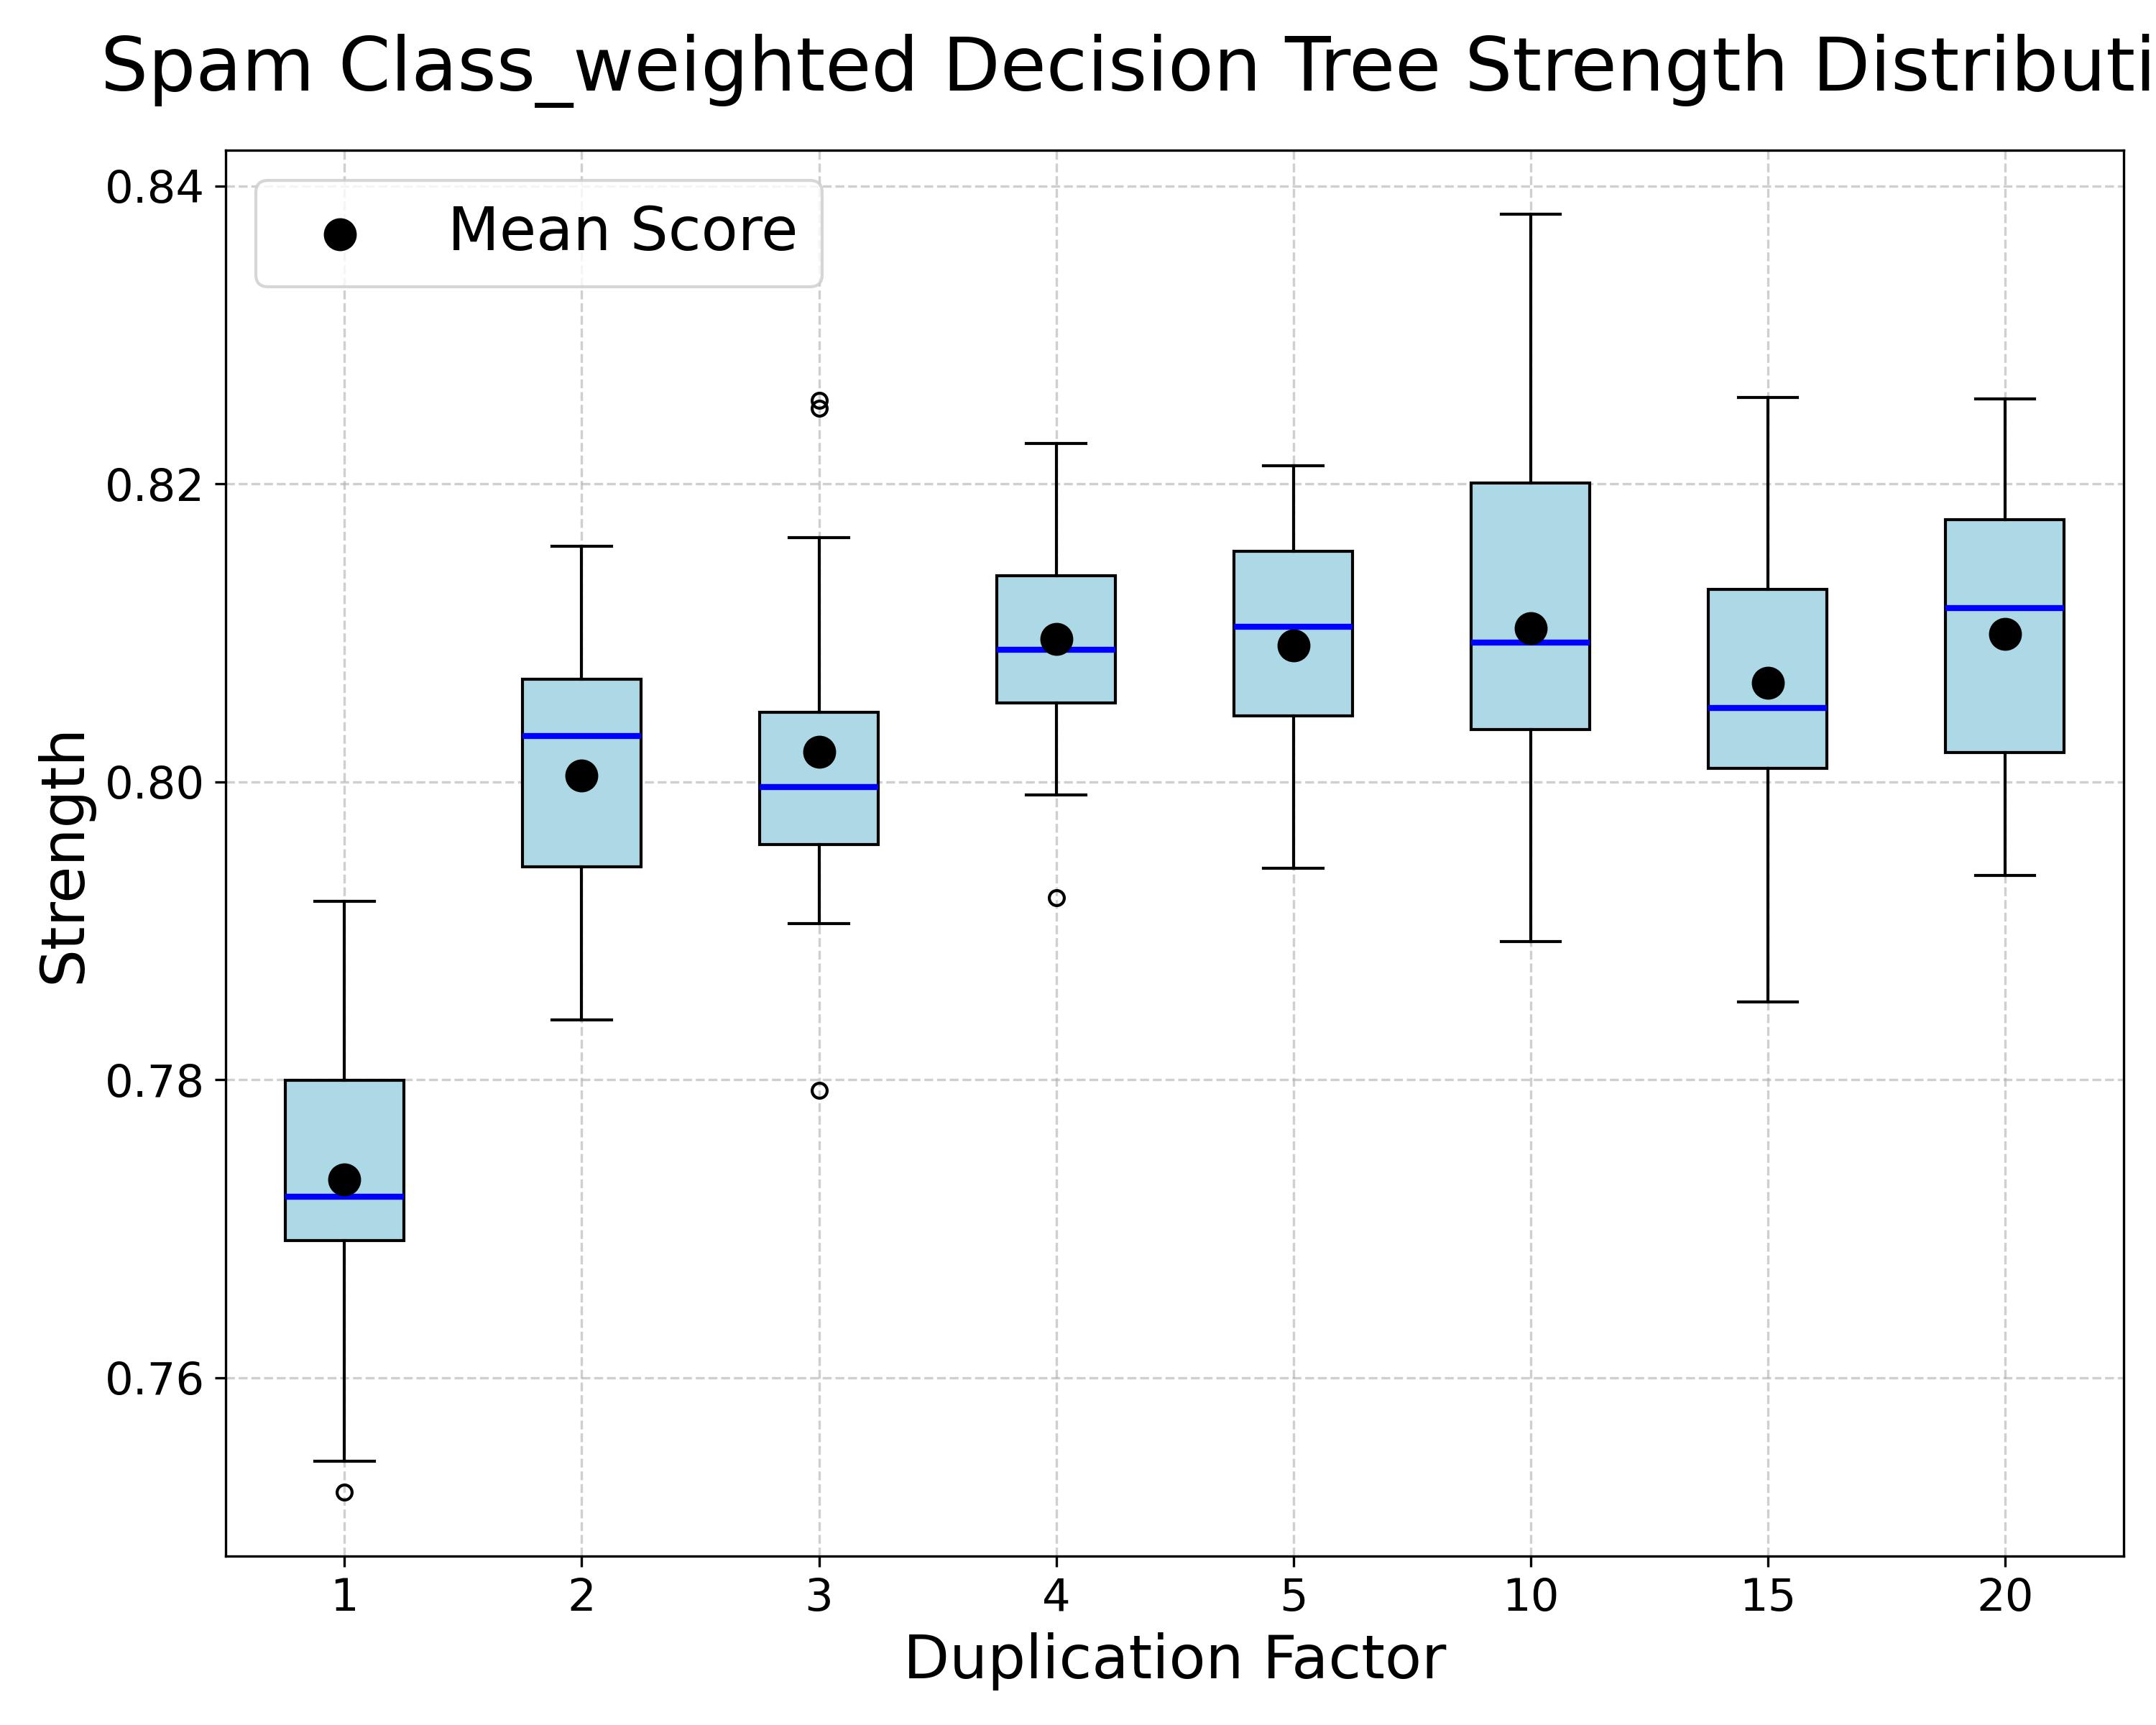 Spam Class_weighted Decision Tree Strength Distributi
Mean Score
Strength
0.84
0.82
0.80
0.78
0.76
1 2 3 4 5 10 15 20
Duplication Factor